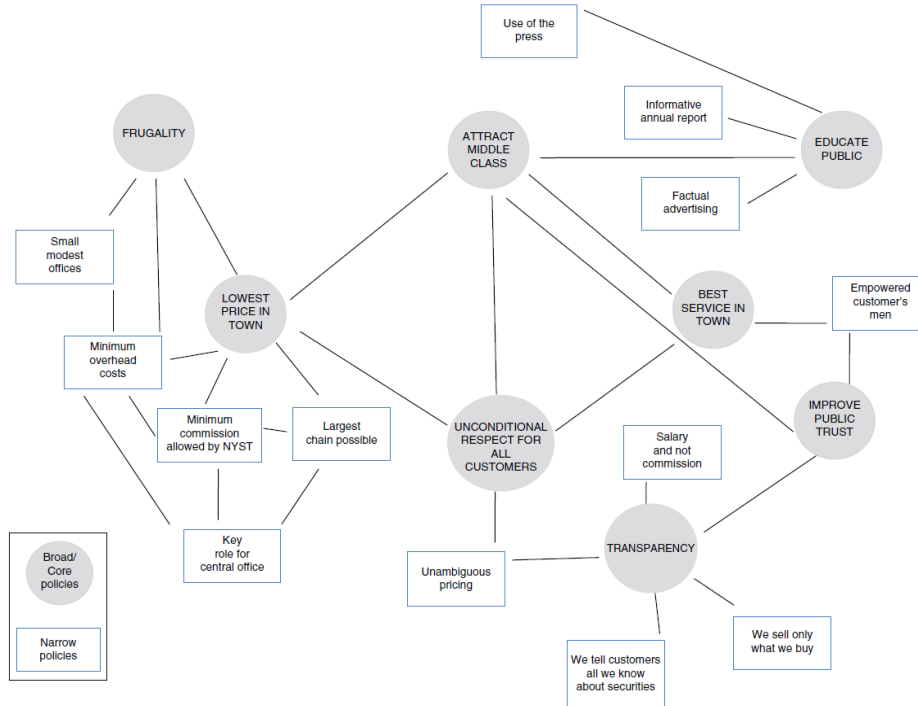 Use of the
press
Informative
annual report
FRUGALITY
ATTRACT
MIDDLE
CLASS
EDUCATE
PUBLIC
Factual
advertising
Small
modest
offices
LOWEST
PRICE IN
TOWN
BEST
SERVICE IN
TOWN
Empowered
customer's
men
Minimum
overhead
costs
Minimum
commission
allowed by NYST
Largest
chain possible
UNCONDITIONAL
RESPECT FOR
ALL
CUSTOMERS
IMPROVE
PUBLIC
TRUST
Salary
and not
commission
Key
role for
central office
TRANSPARENCY
Unambiguous
pricing
Broad/
Core
policies
Narrow
policies
We tell customers
all we know
about securities
We sell only
what we buy